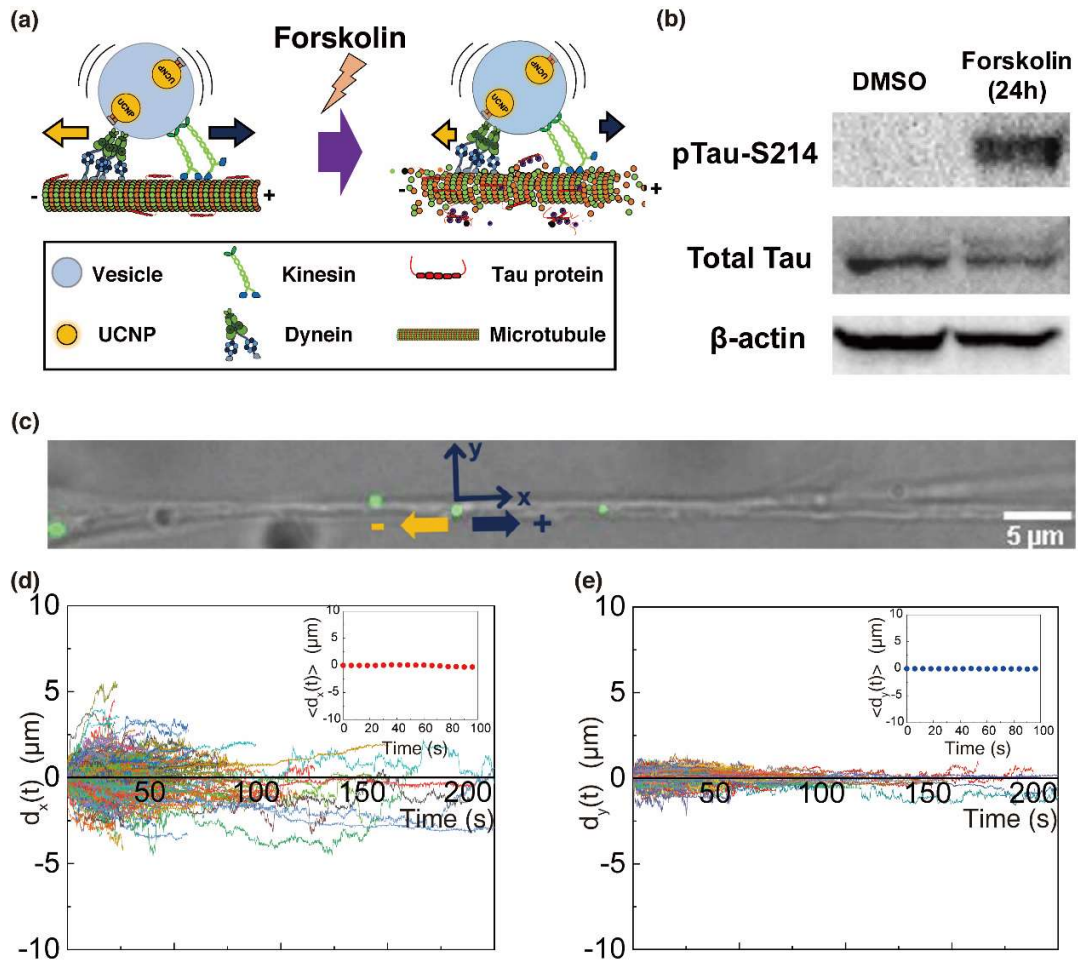 (a)
Forskolin
UCNP
UCNP
UCNP
UCNP
-
+
-
+
Vesicle
Kinesin
Tau protein
UCNP
Dynein
Microtubule
(b)
DMSO
Forskolin
(24h)
pTau-S214
Total Tau
β-actin
(c)
y
x
-
+
5 μm
(d)
10
5
0
-5
-10
d_x(t) (μm)
50
100
150
200
Time (s)
10
5
0
-5
-10
<d_x(t)> (μm)
0
20
40
60
80
100
Time (s)
(e)
10
5
0
-5
-10
d_y(t) (μm)
50
100
150
200
Time (s)
10
5
0
-5
-10
<d_y(t)> (μm)
0
20
40
60
80
100
Time (s)